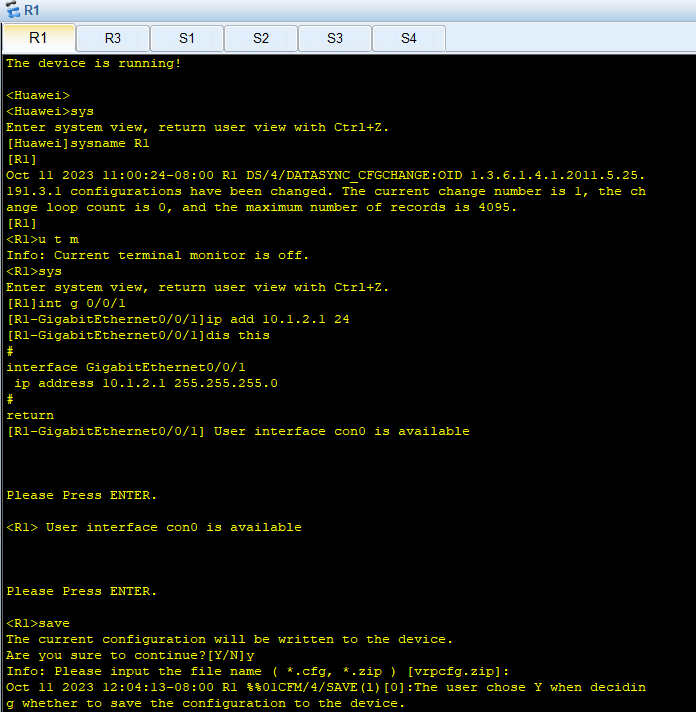 R1
R1 R3 S1 S2 S3 S4
The device is running!
<Huawei>
<Huawei>sys
Enter system view, return user view with Ctrl+Z.
[Huawei]sysname R1
[R1]
Oct 11 2023 11:00:24-08:00 R1 DS/4/DATASYNC_CFGCHANGE:OID 1.3.6.1.4.1.2011.5.25.
191.3.1 configurations have been changed. The current change number is 1, the ch
ange loop count is 0, and the maximum number of records is 4095.
[R1]
<R1>u t m
Info: Current terminal monitor is off.
<R1>sys
Enter system view, return user view with Ctrl+Z.
[R1]int g 0/0/1
[R1-GigabitEthernet0/0/1]ip add 10.1.2.1 24
[R1-GigabitEthernet0/0/1]dis this
#
interface GigabitEthernet0/0/1
 ip address 10.1.2.1 255.255.255.0
#
return
[R1-GigabitEthernet0/0/1] User interface con0 is available
Please Press ENTER.
<R1> User interface con0 is available
Please Press ENTER.
<R1>save
The current configuration will be written to the device.
Are you sure to continue?[Y/N]y
Info: Please input the file name ( *.cfg, *.zip ) [vrpcfg.zip]:
Oct 11 2023 12:04:13-08:00 R1 %%01CFM/4/SAVE(l)[0]:The user chose Y when decidin
g whether to save the configuration to the device.